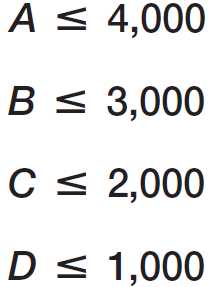 A ≤ 4,000
B ≤ 3,000
C ≤ 2,000
D ≤ 1,000